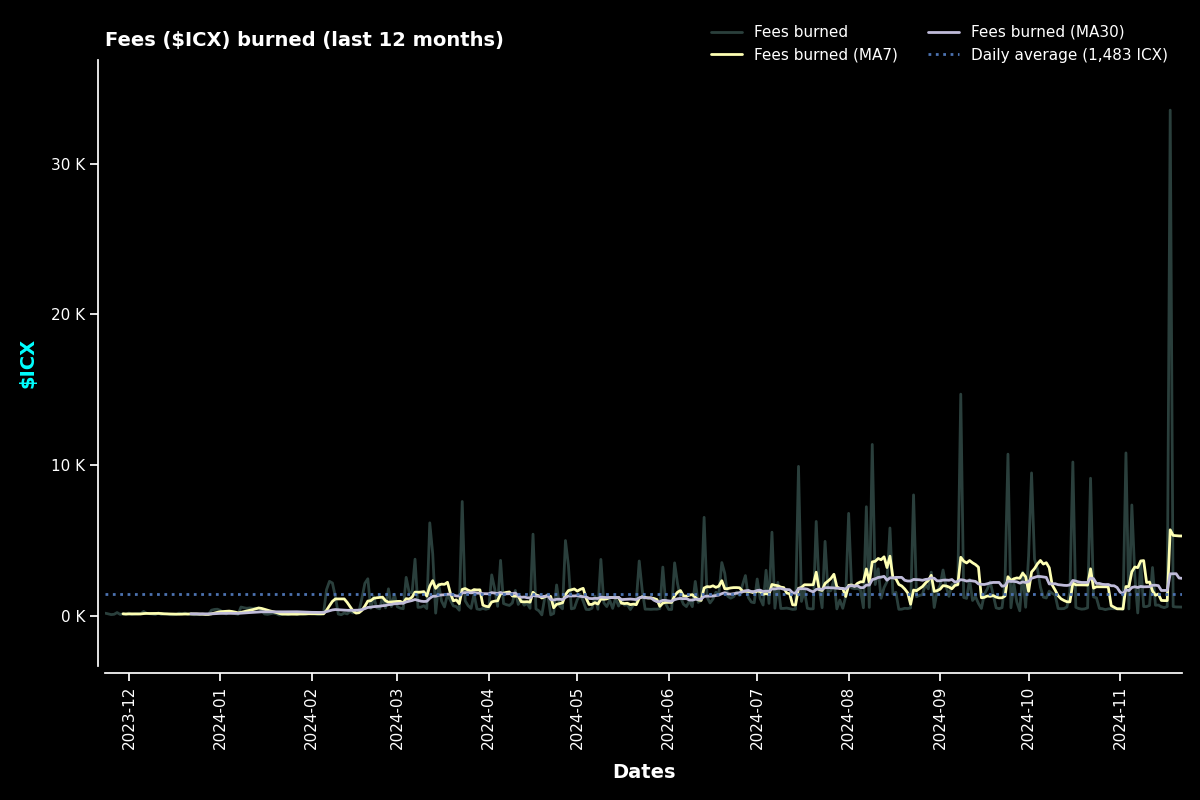 Fees ($ICX) burned (last 12 months)
Fees burned
Fees burned (MA7)
Fees burned (MA30)
Daily average (1,483 ICX)
$ICX
30 K
20 K
10 K
0 K
2023-12
2024-01
2024-02
2024-03
2024-04
2024-05
2024-06
2024-07
2024-08
2024-09
2024-10
2024-11
Dates